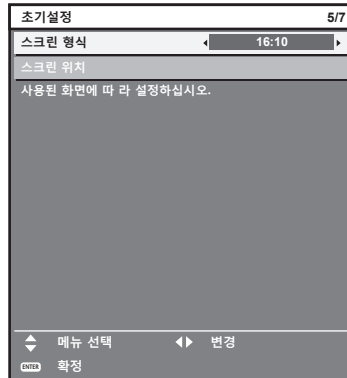 초기설정 5/7
스크린 형식 16:10
스크린 위치
사용된 화면에 따 라 설정하십시오.
메뉴 선택 변경
ENTER 확정